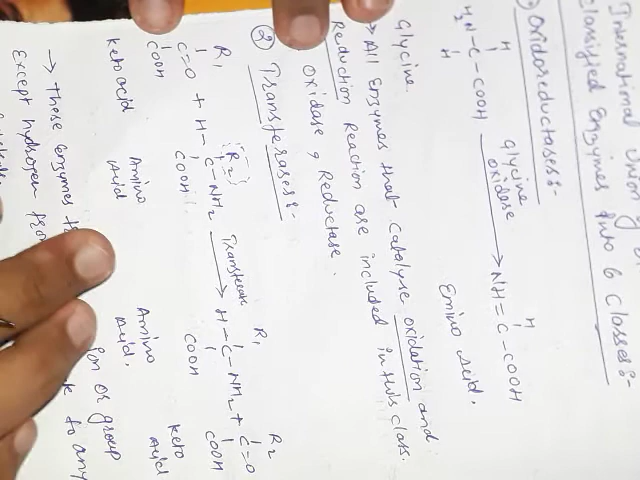 International Union of
classified Enzymes into 6 classes:-
Oxidoreductases:-
H H
H₃N-C-COOH Glycine oxidase → NH=C-COOH
H
Glycine Emino acid.
→ All Enzymes that catalyse oxidation and
Reduction Reaction are included in this class.
Oxidase, Reductase.
② Transferases:-
R₁ R₂ R₁ R₂
C=O + H-C-NH₂ Transferase → H-C-NH₂ + C=O
COOH COOH COOH COOH
Keto acid Amino Acid Amino Acid. Keto Acid
→ These Enzymes
Except hydrogen from
ion or group
to any